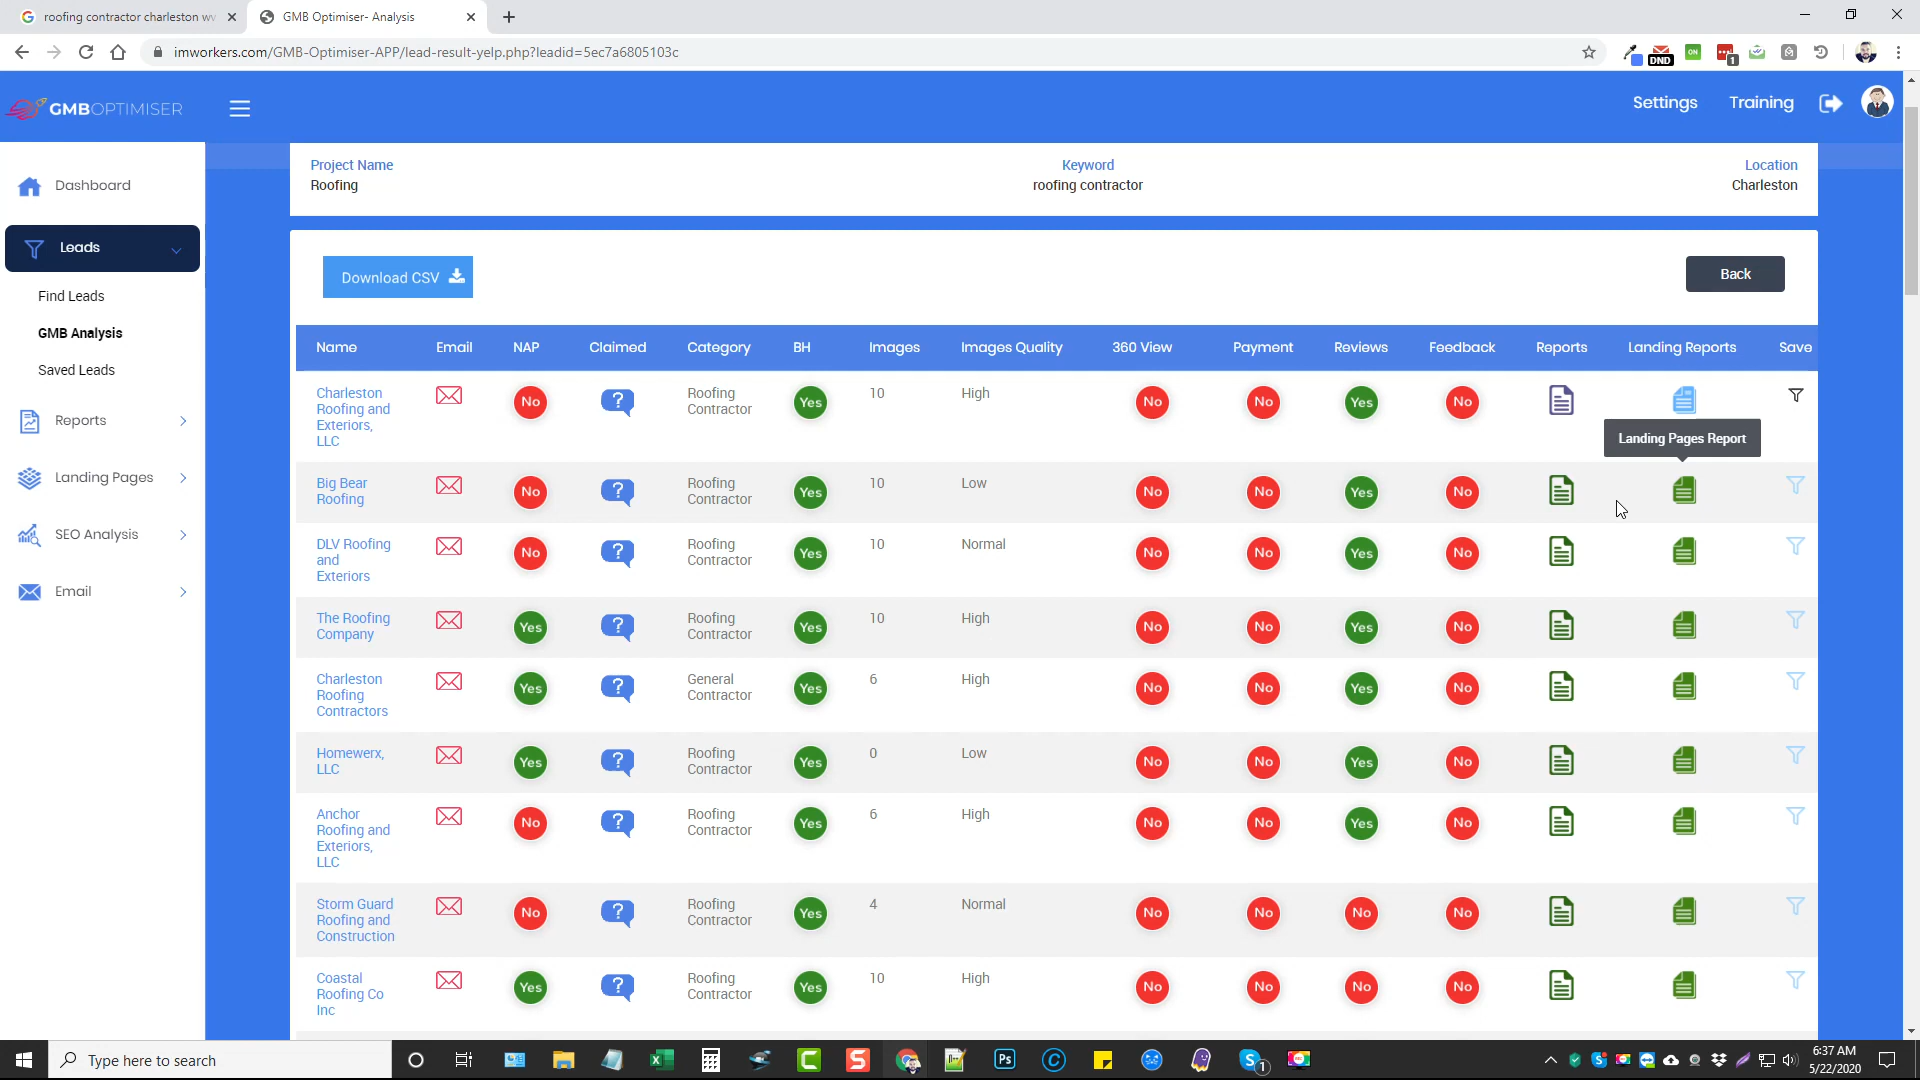 roofing contractor charleston wv
GMB Optimiser- Analysis
imworkers.com/GMB-Optimiser-APP/lead-result-yelp.php?leadid=5ec7a6805103c
DND
ON
1
GMBOPTIMISER
Settings
Training
Project Name
Roofing
Keyword
roofing contractor
Location
Charleston
Dashboard
Leads
Find Leads
GMB Analysis
Saved Leads
Reports
Landing Pages
SEO Analysis
Email
Download CSV
Back
Name Email NAP Claimed Category BH Images Images Quality 360 View Payment Reviews Feedback Reports Landing Reports Save
Charleston No ? Roofing Yes 10 High No No Yes No
Roofing and Contractor
Exteriors,
LLC
Landing Pages Report
Big Bear No ? Roofing Yes 10 Low No No Yes No
Roofing Contractor
DLV Roofing No ? Roofing Yes 10 Normal No No Yes No
and Contractor
Exteriors
The Roofing Yes ? Roofing Yes 10 High No No Yes No
Company Contractor
Charleston Yes ? General Yes 6 High No No Yes No
Roofing Contractor
Contractors
Homewerx, Yes ? Roofing Yes 0 Low No No Yes No
LLC Contractor
Anchor No ? Roofing Yes 6 High No No Yes No
Roofing and Contractor
Exteriors,
LLC
Storm Guard No ? Roofing Yes 4 Normal No No No No
Roofing and Contractor
Construction
Coastal Yes ? Roofing Yes 10 High No No No No
Roofing Co Contractor
Inc
Type here to search
Ps
1
6:37 AM
5/22/2020